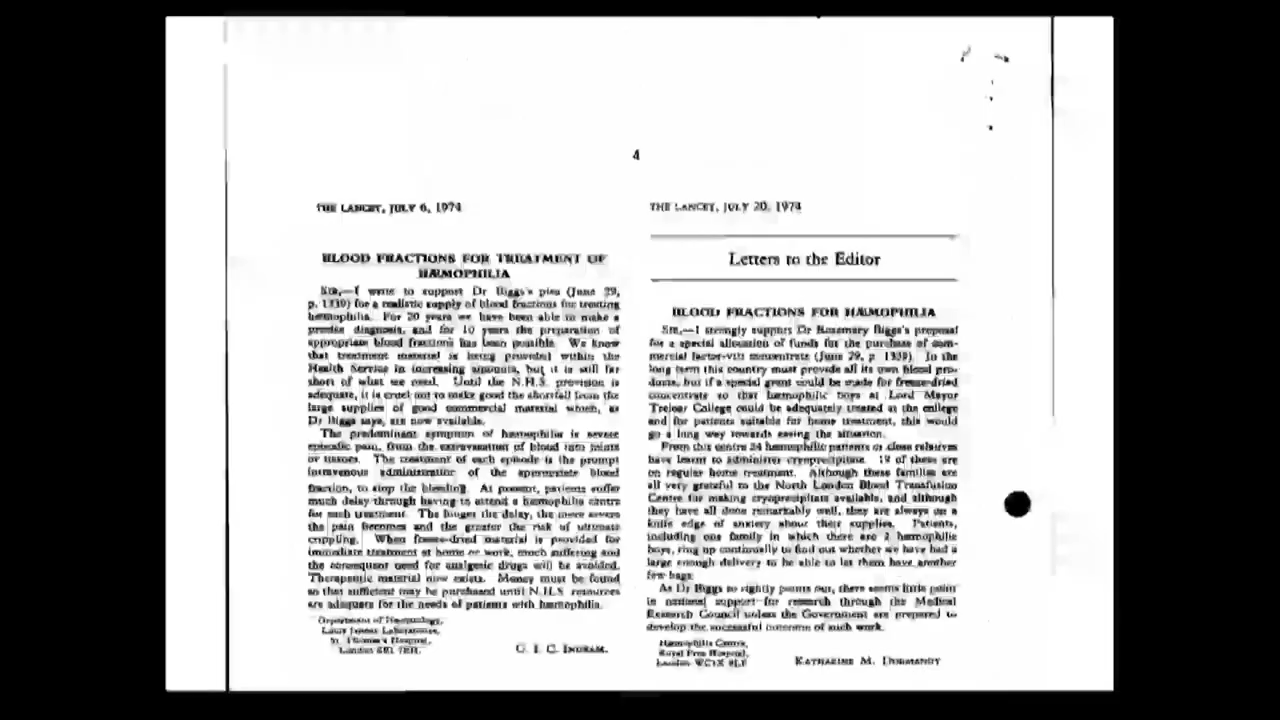 4
THE LANCET, JULY 6, 1974
BLOOD FRACTIONS FOR TREATMENT OF
HÆMOPHILIA
SIR,—I write to support Dr Biggs's plea (June 29,
p. 1339) for a realistic supply of blood fractions for treating
hæmophilia. For 20 years we have been able to make a
precise diagnosis, and for 10 years the preparation of
appropriate blood fractions has been possible. We know
that treatment material is being provided within the
Health Service in increasing amounts, but it is still far
short of what we need. Until the N.H.S. provision is
adequate, it is cruel not to make good the shortfall from the
large supplies of good commercial material which, as
Dr Biggs says, are now available.
The predominant symptom of hæmophilia is severe
episodic pain, from the extravasation of blood into joints
or tissues. The treatment of each episode is the prompt
intravenous administration of the appropriate blood
fraction, to stop the bleeding. At present, patients suffer
much delay through having to attend a hæmophilia centre
for such treatment. The longer the delay, the more severe
the pain becomes and the greater the risk of ultimate
crippling. When freeze-dried material is provided for
immediate treatment at home or work, much suffering and
the consequent need for analgesic drugs will be avoided.
Therapeutic material now exists. Money must be found
so that sufficient may be purchased until N.H.S. resources
are adequate for the needs of patients with hæmophilia.
Department of Hæmatology,
Louis Jenner Laboratories,
St. Thomas's Hospital,
London SE1 7EH.
G. I. C. INGRAM.
THE LANCET, JULY 20, 1974
Letters to the Editor
BLOOD FRACTIONS FOR HÆMOPHILIA
SIR,—I strongly support Dr Rosemary Biggs's proposal
for a special allocation of funds for the purchase of com-
mercial factor-VIII concentrate (June 29, p. 1339). In the
long term this country must provide all its own blood pro-
ducts, but if a special grant could be made for freeze-dried
concentrate so that hæmophilic boys at Lord Mayor
Treloar College could be adequately treated at the college
and for patients suitable for home treatment, this would
go a long way towards easing the situation.
From this centre 24 hæmophilic patients or close relatives
have learnt to administer cryoprecipitate. 19 of these are
on regular home treatment. Although these families are
all very grateful to the North London Blood Transfusion
Centre for making cryoprecipitate available, and although
they have all done remarkably well, they are always on a
knife edge of anxiety about their supplies. Patients,
including one family in which there are 2 hæmophilic
boys, ring up continually to find out whether we have had a
large enough delivery to be able to let them have another
few bags.
As Dr Biggs so rightly points out, there seems little point
in national support for research through the Medical
Research Council unless the Government are prepared to
develop the successful outcome of such work.
Hæmophilia Centre,
Royal Free Hospital,
London WC1X
KATHARINE M. DORMANDY